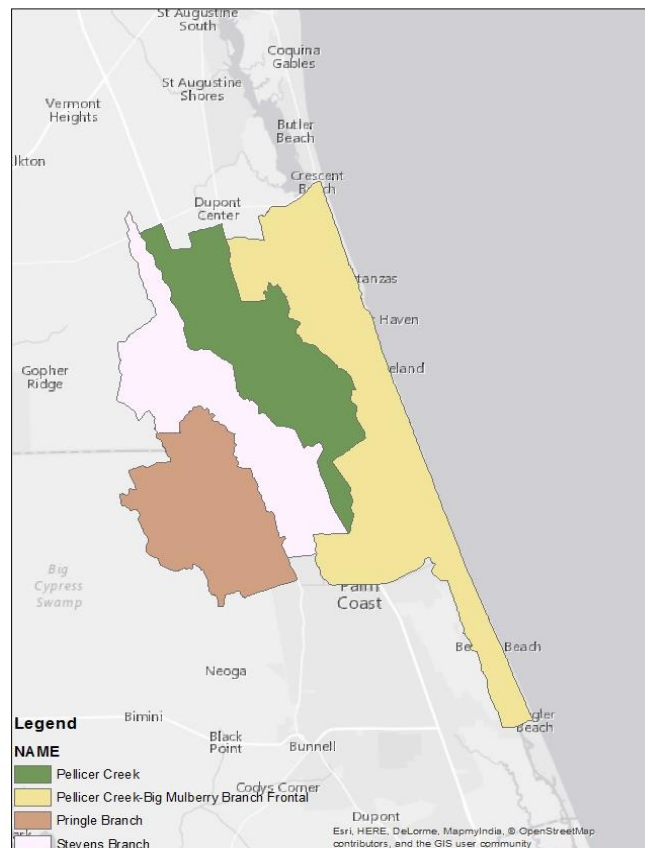 St Augustine
South
Coquina
Gables
St Augustine
Shores
Vermont
Heights
Butler
Beach
lkton
Crescent
Dupont
Center
tanzas
Haven
eland
Gopher
Ridge
Big
Cypress
Swamp
Palm
Coast
Neoga
Be
Beach
Bimini
gler
Beach
Black
Point
Bunnell
Codys Corner
Dupont
Legend
NAME
Pellicer Creek
Pellicer Creek-Big Mulberry Branch Frontal
Pringle Branch
Stevens Branch
Esri, HERE, DeLorme, MapmyIndia, © OpenStreetMap
contributors, and the GIS user community